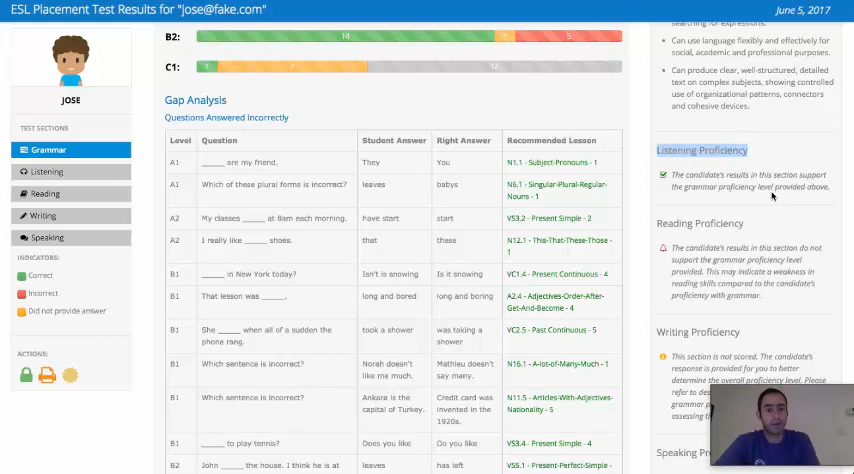 ESL Placement Test Results for "jose@fake.com"
June 5, 2017
JOSE
TEST SECTIONS
Grammar
Listening
Reading
Writing
Speaking
INDICATORS:
Correct
Incorrect
Did not provide answer
ACTIONS:
B2:
14
5
C1:
12
Gap Analysis
Questions Answered Incorrectly
Level Question Student Answer Right Answer Recommended Lesson
A1 _____ are my friend. They You N1.1 - Subject-Pronouns - 1
A1 Which of these plural forms is incorrect? leaves babys N6.1 - Singular-Plural-Regular-
Nouns - 1
A2 My classes _____ at 8am each morning. have start start VS3.2 - Present Simple - 2
A2 I really like _____ shoes. that these N12.1 - This-That-These-Those -
1
B1 _____ in New York today? Isn't is snowing Is it snowing VC1.4 - Present Continuous - 4
B1 That lesson was _____. long and bored long and boring A2.4 - Adjectives-Order-After-
Get-And-Become - 4
B1 She _____ when all of a sudden the took a shower was taking a VC2.5 - Past Continuous - 5
phone rang. shower
B1 Which sentence is incorrect? Norah doesn't Mathieu doesn't N16.1 - A-lot-of-Many-Much - 1
like me much. say many.
B1 Which sentence is incorrect? Ankara is the Credit card was N11.5 - Articles-With-Adjectives-
capital of Turkey. invented in the Nationality - 5
1920s.
B1 _____ to play tennis? Does you like Do you like VS3.4 - Present Simple - 4
B2 John _____ the house. I think he is at leaves has left VS5.1 - Present-Perfect-Simple -
searching for expressions.
Can use language flexibly and effectively for
social, academic and professional purposes.
Can produce clear, well-structured, detailed
text on complex subjects, showing controlled
use of organizational patterns, connectors
and cohesive devices.
Listening Proficiency
The candidate's results in this section support
the grammar proficiency level provided above.
Reading Proficiency
The candidate's results in this section do not
support the grammar proficiency level
provided. This may indicate a weakness in
reading skills compared to the candidate's
proficiency with grammar.
Writing Proficiency
This section is not scored. The candidate's
response is provided for you to better
determine the overall proficiency level. Please
refer to
grammar
assessing
Speaking